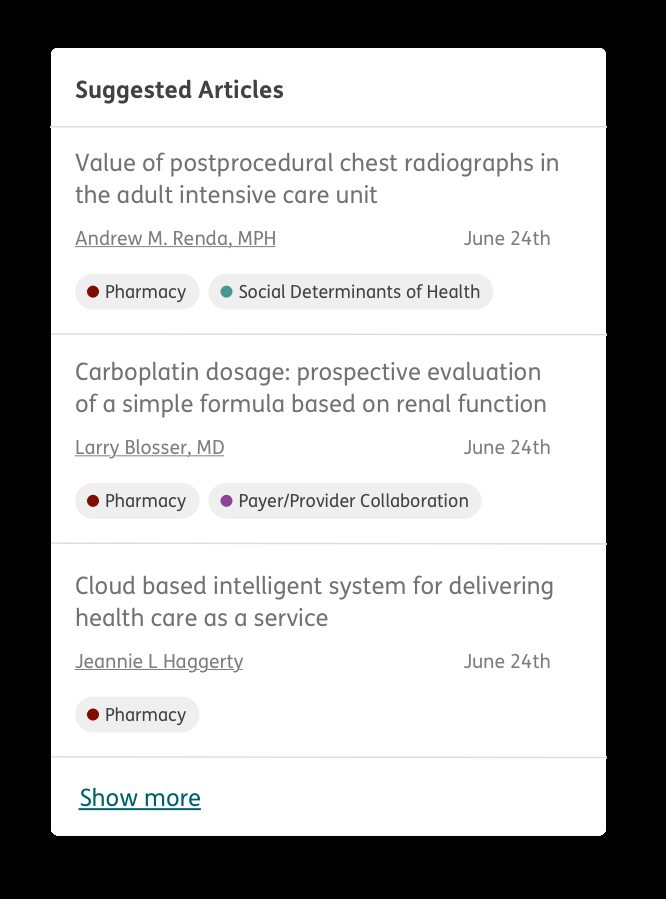 Suggested Articles
Value of postprocedural chest radiographs in
the adult intensive care unit
Andrew M. Renda, MPH June 24th
Pharmacy Social Determinants of Health
Carboplatin dosage: prospective evaluation
of a simple formula based on renal function
Larry Blosser, MD June 24th
Pharmacy Payer/Provider Collaboration
Cloud based intelligent system for delivering
health care as a service
Jeannie L Haggerty June 24th
Pharmacy
Show more